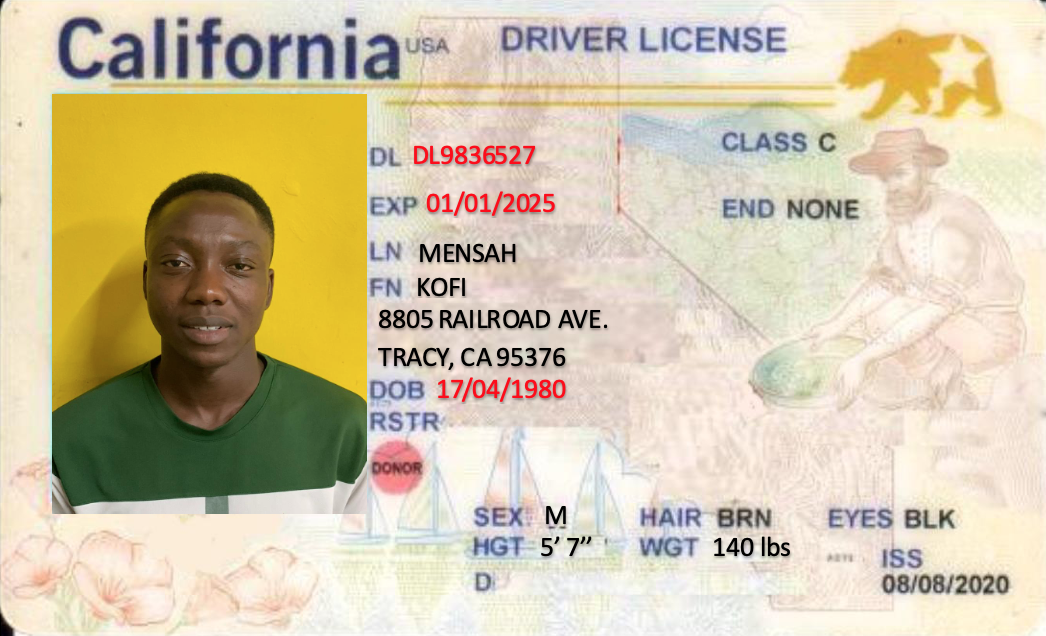 California USA DRIVER LICENSE
DL DL9836527
CLASS C
EXP 01/01/2025
END NONE
LN MENSAH
FN KOFI
8805 RAILROAD AVE.
TRACY, CA 95376
DOB 17/04/1980
RSTR
DONOR
SEX M HAIR BRN EYES BLK
HGT 5’ 7’’ WGT 140 lbs
ISS
D
08/08/2020